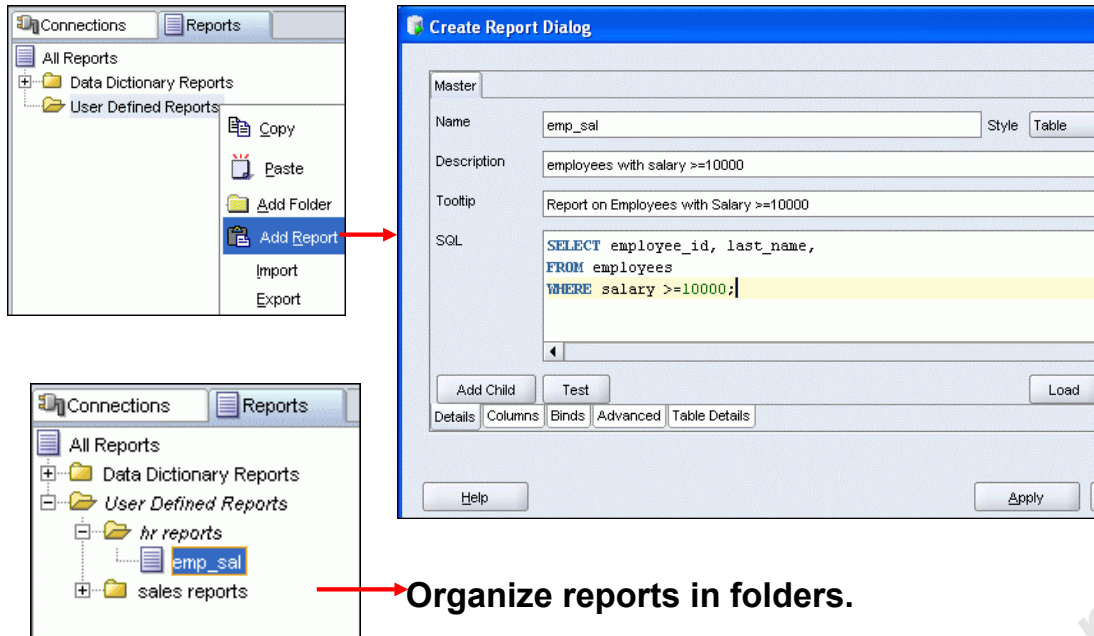 Connections Reports
All Reports
Data Dictionary Reports
User Defined Reports
Copy
Paste
Add Folder
Add Report
Import
Export
Create Report Dialog
Master
Name emp_sal Style Table
Description employees with salary >=10000
Tooltip Report on Employees with Salary >=10000
SQL SELECT employee_id, last_name,
FROM employees
WHERE salary >=10000;
Add Child Test Load
Details Columns Binds Advanced Table Details
Help Apply
Connections Reports
All Reports
Data Dictionary Reports
User Defined Reports
hr reports
emp_sal
sales reports
Organize reports in folders.